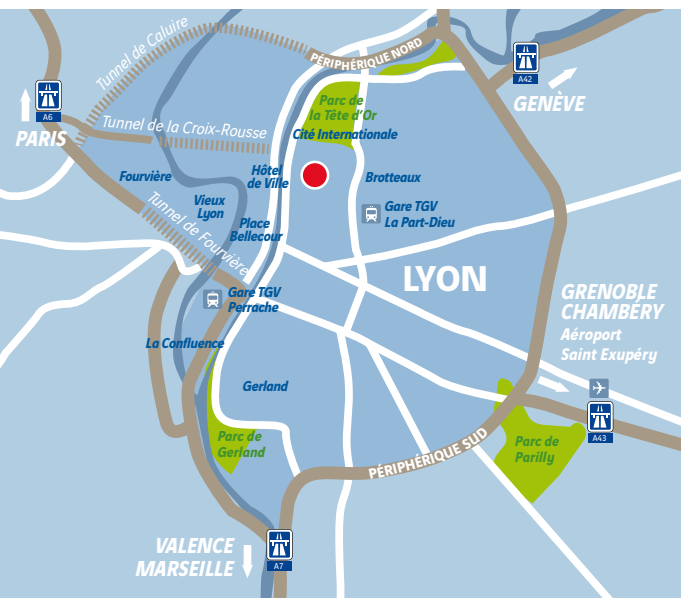 Tunnel de Caluire
PÉRIPHÉRIQUE NORD
A42
GENÈVE
A6
PARIS
Parc de
la Tête d'Or
Tunnel de la Croix-Rousse
Cité Internationale
Fourvière
Hôtel
de Ville
Brotteaux
Vieux
Lyon
Tunnel de Fourvière
Place
Bellecour
Gare TGV
La Part-Dieu
LYON
Gare TGV
Perrache
GRENOBLE
CHAMBÉRY
Aéroport
Saint Exupéry
La Confluence
Gerland
A43
Parc de
Gerland
PÉRIPHÉRIQUE SUD
Parc de
Parilly
VALENCE
MARSEILLE
A7